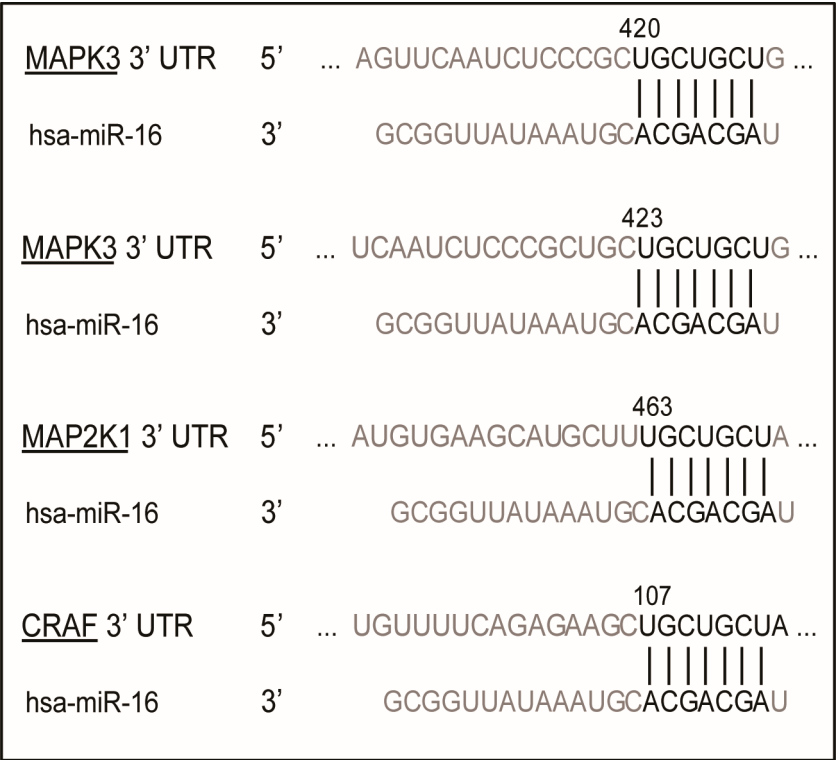 420
MAPK3 3’ UTR 5’ ... AGUUCAAUCUCCCGCUGCUGCUG ...
hsa-miR-16 3’ GCGGUUAUAAAUGCACGACGAU
423
MAPK3 3’ UTR 5’ ... UCAAUCUCCCGCUGCUGCUGCUG ...
hsa-miR-16 3’ GCGGUUAUAAAUGCACGACGAU
463
MAP2K1 3’ UTR 5’ ... AUGUGAAGCAUGCUUUGCUGCUA ...
hsa-miR-16 3’ GCGGUUAUAAAUGCACGACGAU
107
CRAF 3’ UTR 5’ ... UGUUUUCAGAGAAGCUGCUGCUA ...
hsa-miR-16 3’ GCGGUUAUAAAUGCACGACGAU